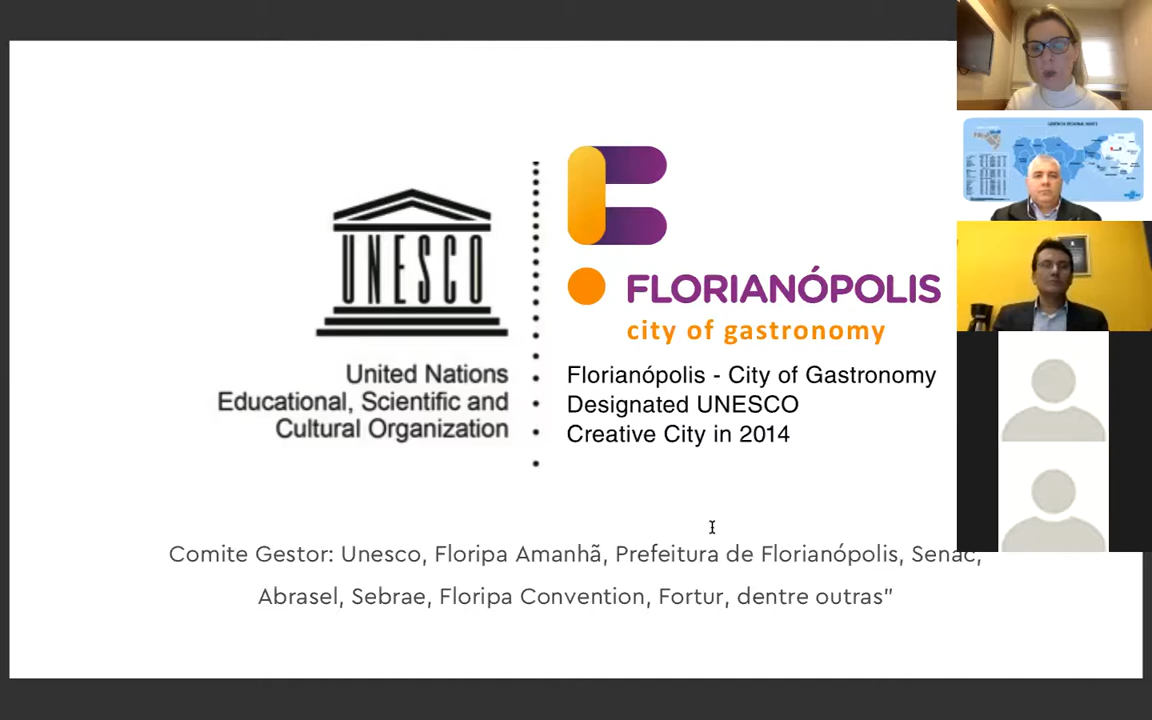 UNESCO
United Nations
Educational, Scientific and
Cultural Organization
FLORIANÓPOLIS
city of gastronomy
Florianópolis - City of Gastronomy
Designated UNESCO
Creative City in 2014
Comite Gestor: Unesco, Floripa Amanhã, Prefeitura de Florianópolis, Senac,
Abrasel, Sebrae, Floripa Convention, Fortur, dentre outras”